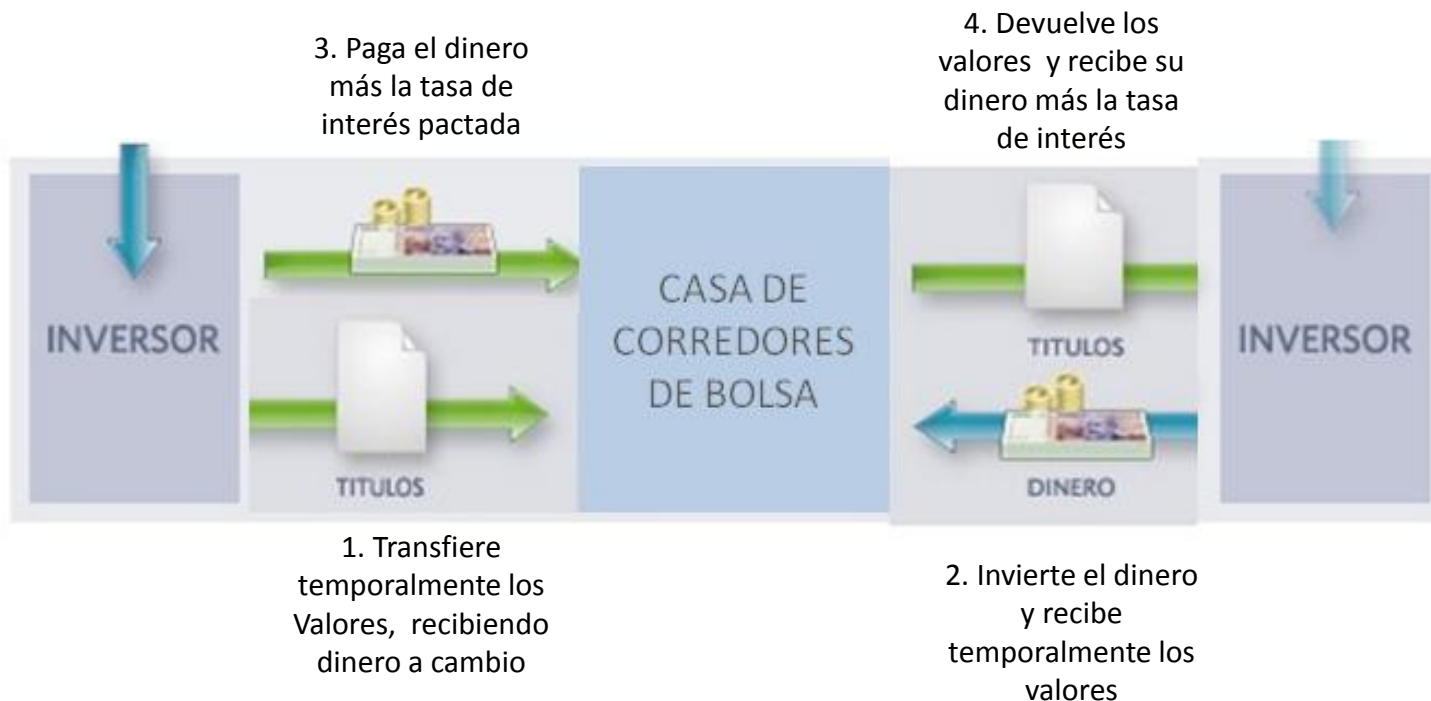 3. Paga el dinero
más la tasa de
interés pactada
4. Devuelve los
valores y recibe su
dinero más la tasa
de interés
INVERSOR
TITULOS
CASA DE
CORREDORES
DE BOLSA
TITULOS
DINERO
INVERSOR
1. Transfiere
temporalmente los
Valores, recibiendo
dinero a cambio
2. Invierte el dinero
y recibe
temporalmente los
valores